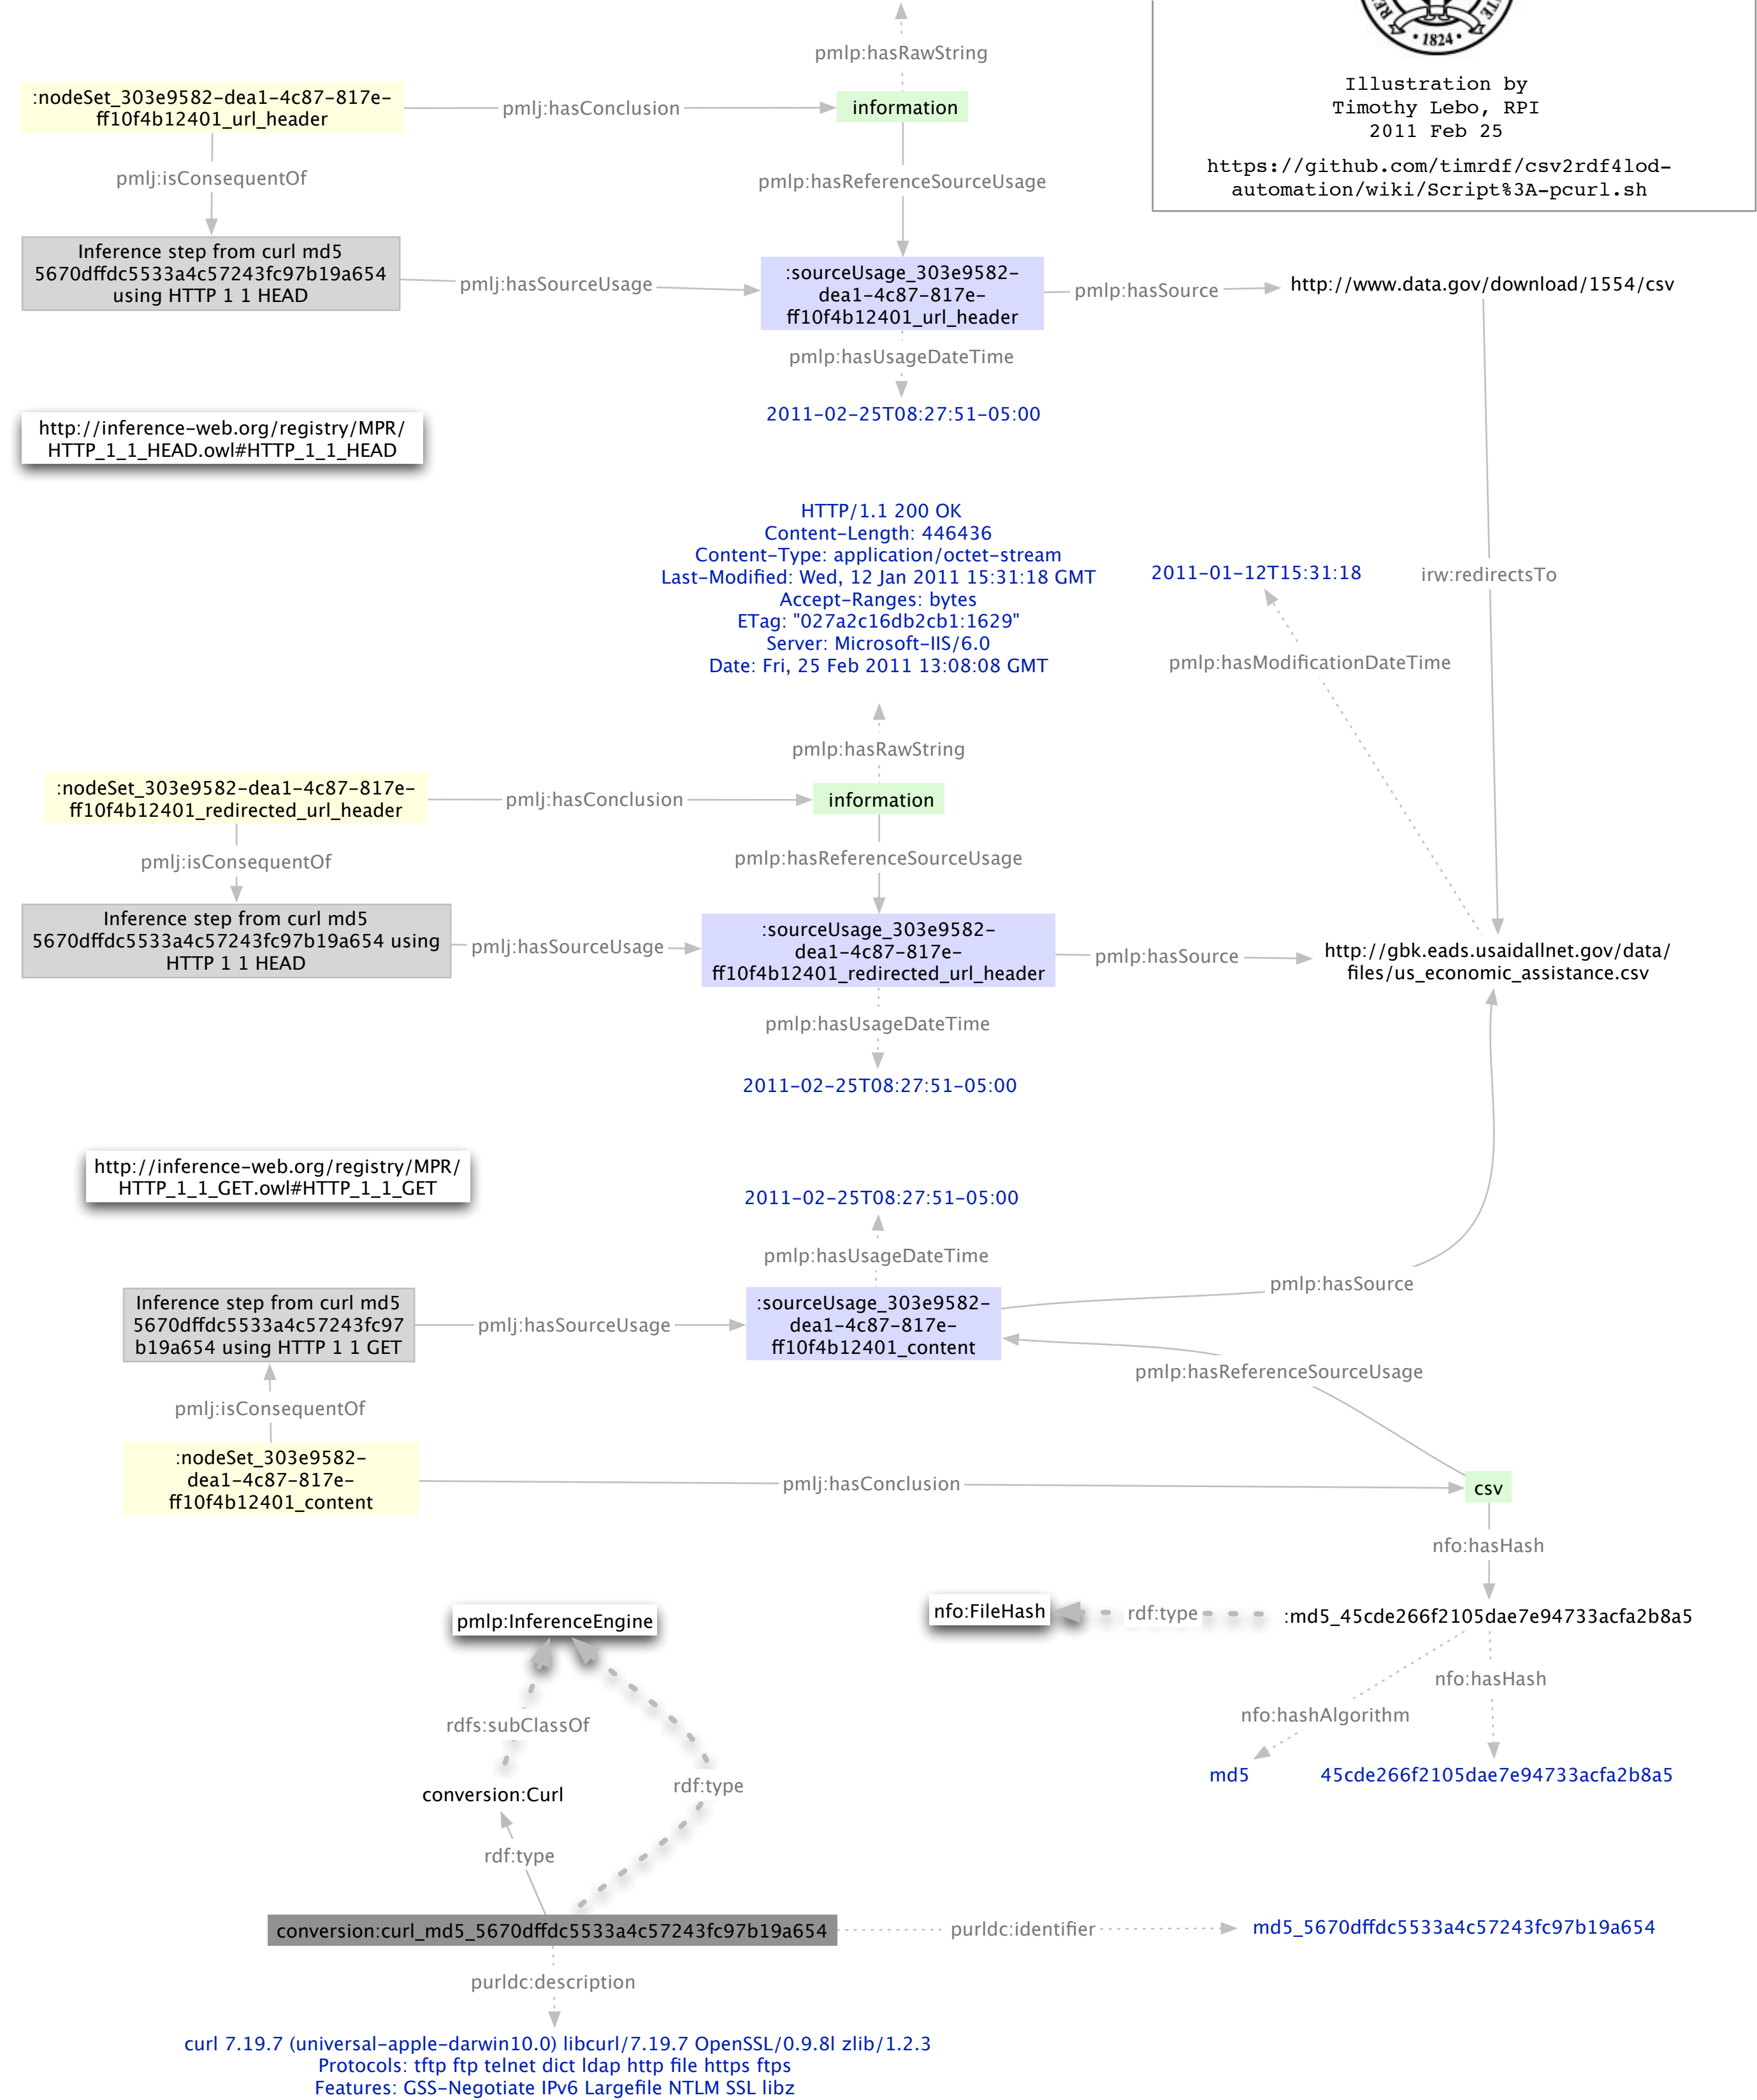 pmlp:hasRawString
• 1824 •
Illustration by
Timothy Lebo, RPI
2011 Feb 25
https://github.com/timrdf/csv2rdf4lod-
automation/wiki/Script%3A-pcurl.sh
:nodeSet_303e9582-dea1-4c87-817e-
ff10f4b12401_url_header
pmlj:hasConclusion
information
pmlj:isConsequentOf
pmlp:hasReferenceSourceUsage
Inference step from curl md5
5670dffdc5533a4c57243fc97b19a654
using HTTP 1 1 HEAD
pmlj:hasSourceUsage
:sourceUsage_303e9582-
dea1-4c87-817e-
ff10f4b12401_url_header
pmlp:hasSource
http://www.data.gov/download/1554/csv
pmlp:hasUsageDateTime
2011-02-25T08:27:51-05:00
http://inference-web.org/registry/MPR/
HTTP_1_1_HEAD.owl#HTTP_1_1_HEAD
HTTP/1.1 200 OK
Content-Length: 446436
Content-Type: application/octet-stream
Last-Modified: Wed, 12 Jan 2011 15:31:18 GMT
Accept-Ranges: bytes
ETag: "027a2c16db2cb1:1629"
Server: Microsoft-IIS/6.0
Date: Fri, 25 Feb 2011 13:08:08 GMT
2011-01-12T15:31:18
irw:redirectsTo
pmlp:hasModificationDateTime
pmlp:hasRawString
:nodeSet_303e9582-dea1-4c87-817e-
ff10f4b12401_redirected_url_header
pmlj:hasConclusion
information
pmlj:isConsequentOf
pmlp:hasReferenceSourceUsage
Inference step from curl md5
5670dffdc5533a4c57243fc97b19a654 using
HTTP 1 1 HEAD
pmlj:hasSourceUsage
:sourceUsage_303e9582-
dea1-4c87-817e-
ff10f4b12401_redirected_url_header
pmlp:hasSource
http://gbk.eads.usaidallnet.gov/data/
files/us_economic_assistance.csv
pmlp:hasUsageDateTime
2011-02-25T08:27:51-05:00
http://inference-web.org/registry/MPR/
HTTP_1_1_GET.owl#HTTP_1_1_GET
2011-02-25T08:27:51-05:00
pmlp:hasUsageDateTime
pmlp:hasSource
Inference step from curl md5
5670dffdc5533a4c57243fc97
b19a654 using HTTP 1 1 GET
pmlj:hasSourceUsage
:sourceUsage_303e9582-
dea1-4c87-817e-
ff10f4b12401_content
pmlp:hasReferenceSourceUsage
pmlj:isConsequentOf
:nodeSet_303e9582-
dea1-4c87-817e-
ff10f4b12401_content
pmlj:hasConclusion
csv
nfo:hasHash
pmlp:InferenceEngine
nfo:FileHash
rdf:type
:md5_45cde266f2105dae7e94733acfa2b8a5
nfo:hasHash
nfo:hashAlgorithm
rdfs:subClassOf
md5
45cde266f2105dae7e94733acfa2b8a5
rdf:type
conversion:Curl
rdf:type
conversion:curl_md5_5670dffdc5533a4c57243fc97b19a654
purldc:identifier
md5_5670dffdc5533a4c57243fc97b19a654
purldc:description
curl 7.19.7 (universal-apple-darwin10.0) libcurl/7.19.7 OpenSSL/0.9.8l zlib/1.2.3
Protocols: tftp ftp telnet dict ldap http file https ftps
Features: GSS-Negotiate IPv6 Largefile NTLM SSL libz